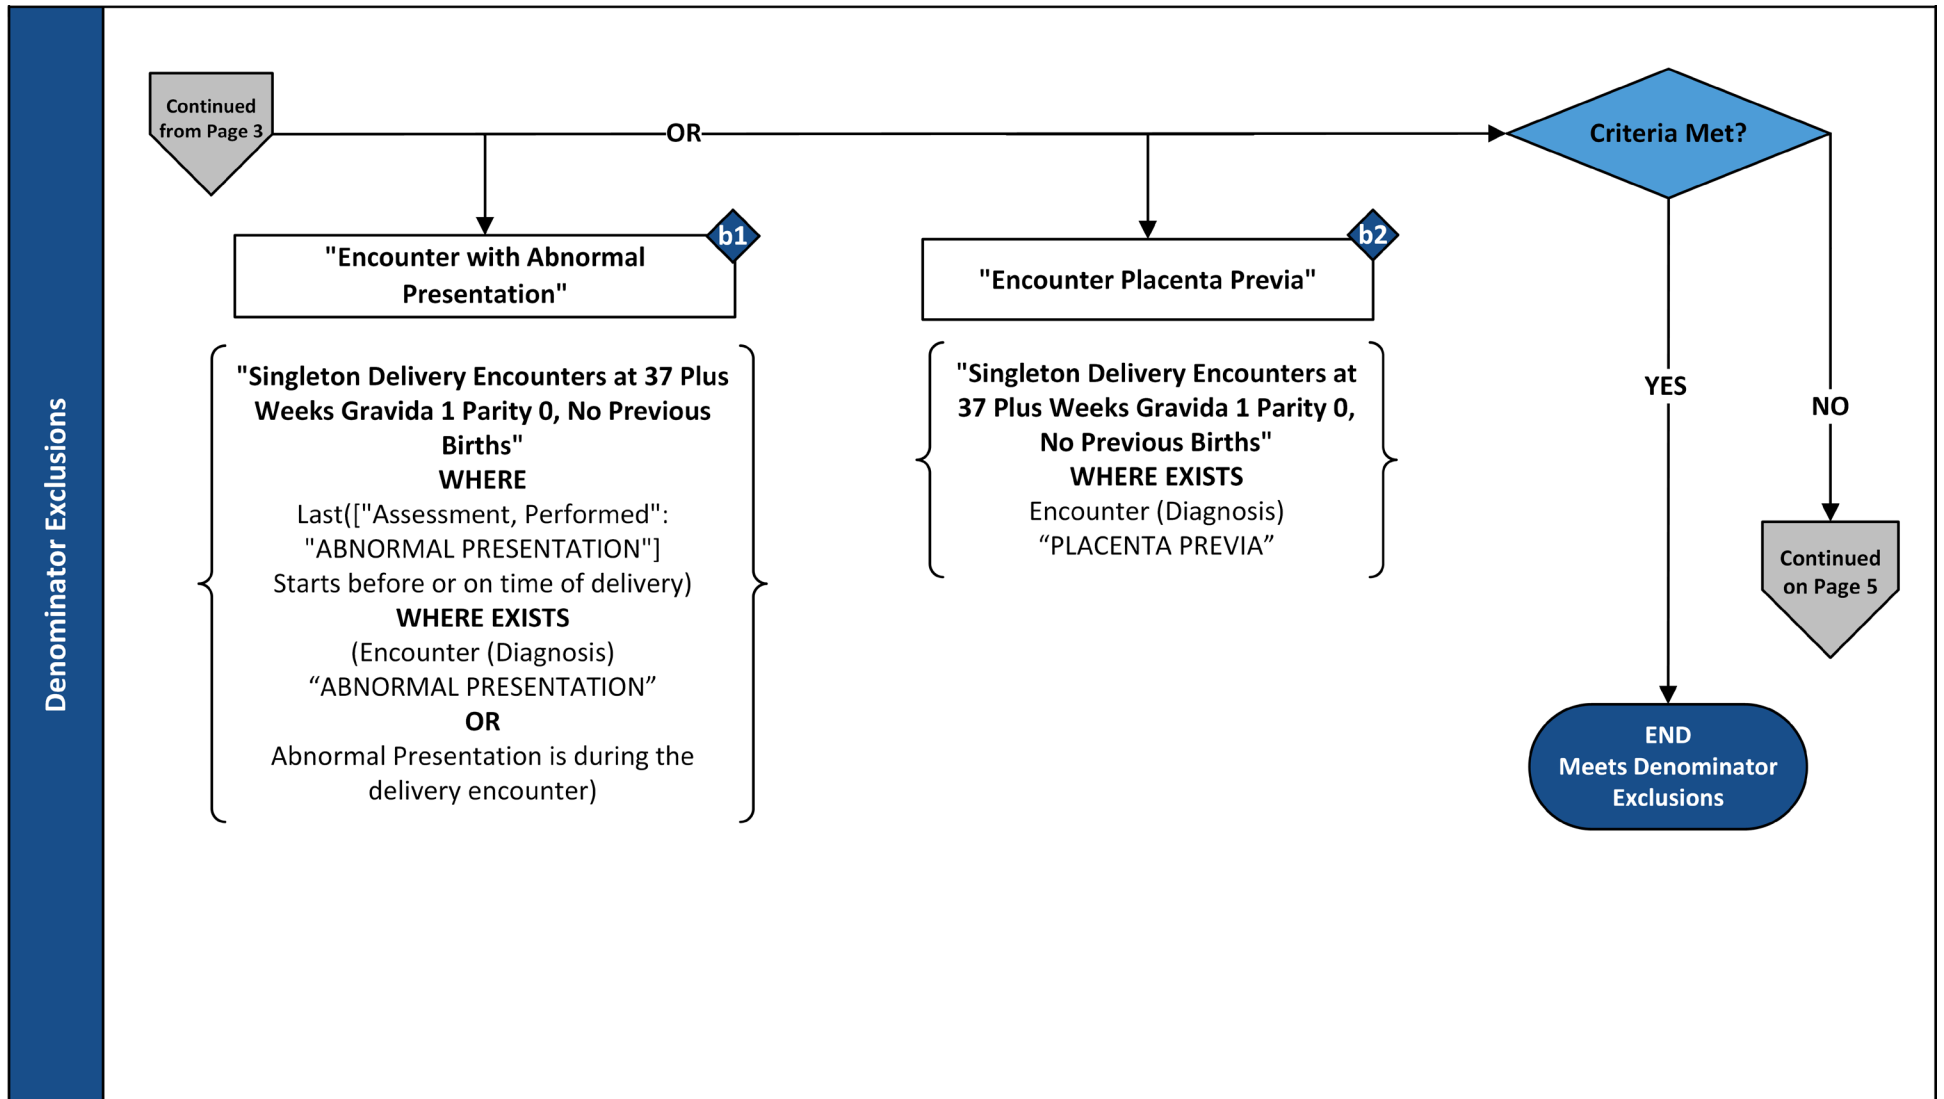 Denominator Exclusions
Continued
from Page 3
OR
Criteria Met?
b1
"Encounter with Abnormal
Presentation"
"Singleton Delivery Encounters at 37 Plus
Weeks Gravida 1 Parity 0, No Previous
Births"
WHERE
Last(["Assessment, Performed":
"ABNORMAL PRESENTATION"]
Starts before or on time of delivery)
WHERE EXISTS
(Encounter (Diagnosis)
“ABNORMAL PRESENTATION”
OR
Abnormal Presentation is during the
delivery encounter)
b2
"Encounter Placenta Previa"
"Singleton Delivery Encounters at
37 Plus Weeks Gravida 1 Parity 0,
No Previous Births"
WHERE EXISTS
Encounter (Diagnosis)
“PLACENTA PREVIA”
YES
NO
Continued
on Page 5
END
Meets Denominator
Exclusions